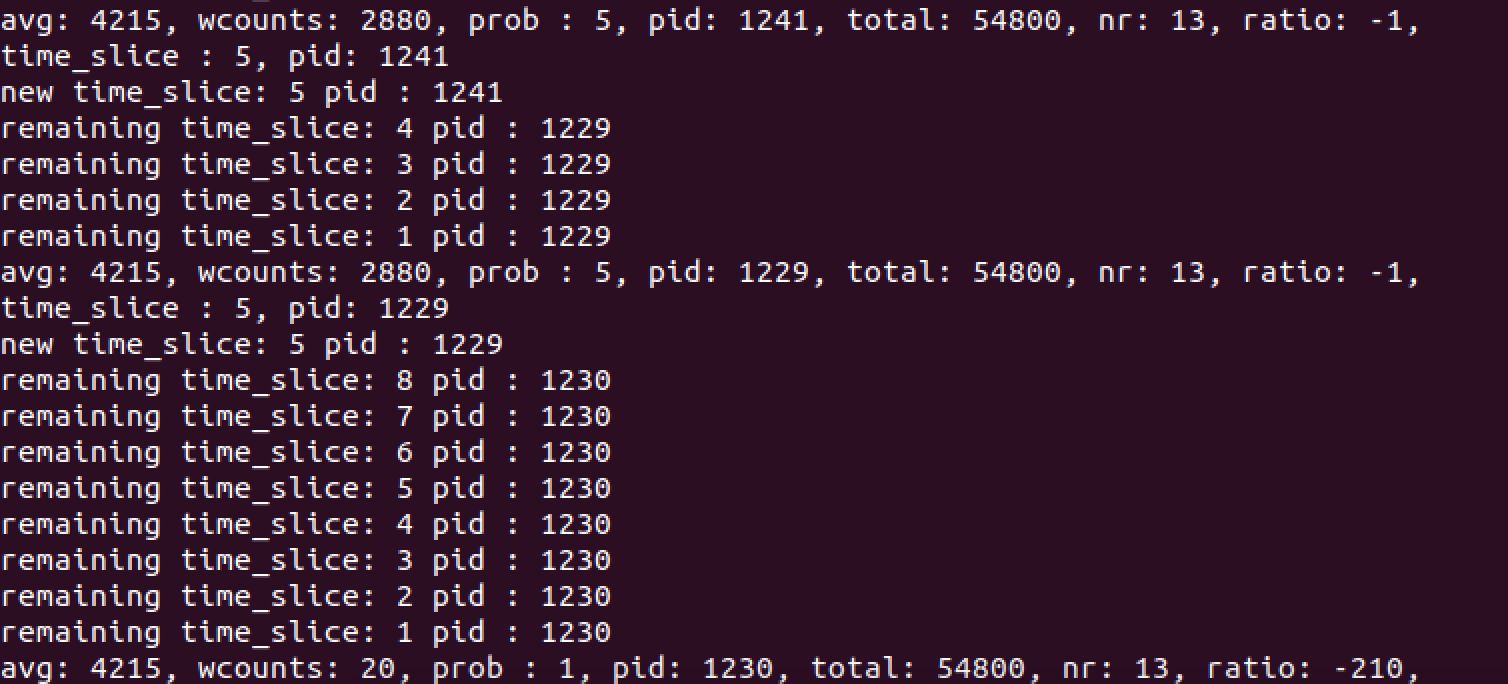 avg: 4215, wcounts: 2880, prob : 5, pid: 1241, total: 54800, nr: 13, ratio: -1,
time_slice : 5, pid: 1241
new time_slice: 5 pid : 1241
remaining time_slice: 4 pid : 1229
remaining time_slice: 3 pid : 1229
remaining time_slice: 2 pid : 1229
remaining time_slice: 1 pid : 1229
avg: 4215, wcounts: 2880, prob : 5, pid: 1229, total: 54800, nr: 13, ratio: -1,
time_slice : 5, pid: 1229
new time_slice: 5 pid : 1229
remaining time_slice: 8 pid : 1230
remaining time_slice: 7 pid : 1230
remaining time_slice: 6 pid : 1230
remaining time_slice: 5 pid : 1230
remaining time_slice: 4 pid : 1230
remaining time_slice: 3 pid : 1230
remaining time_slice: 2 pid : 1230
remaining time_slice: 1 pid : 1230
avg: 4215, wcounts: 20, prob : 1, pid: 1230, total: 54800, nr: 13, ratio: -210,